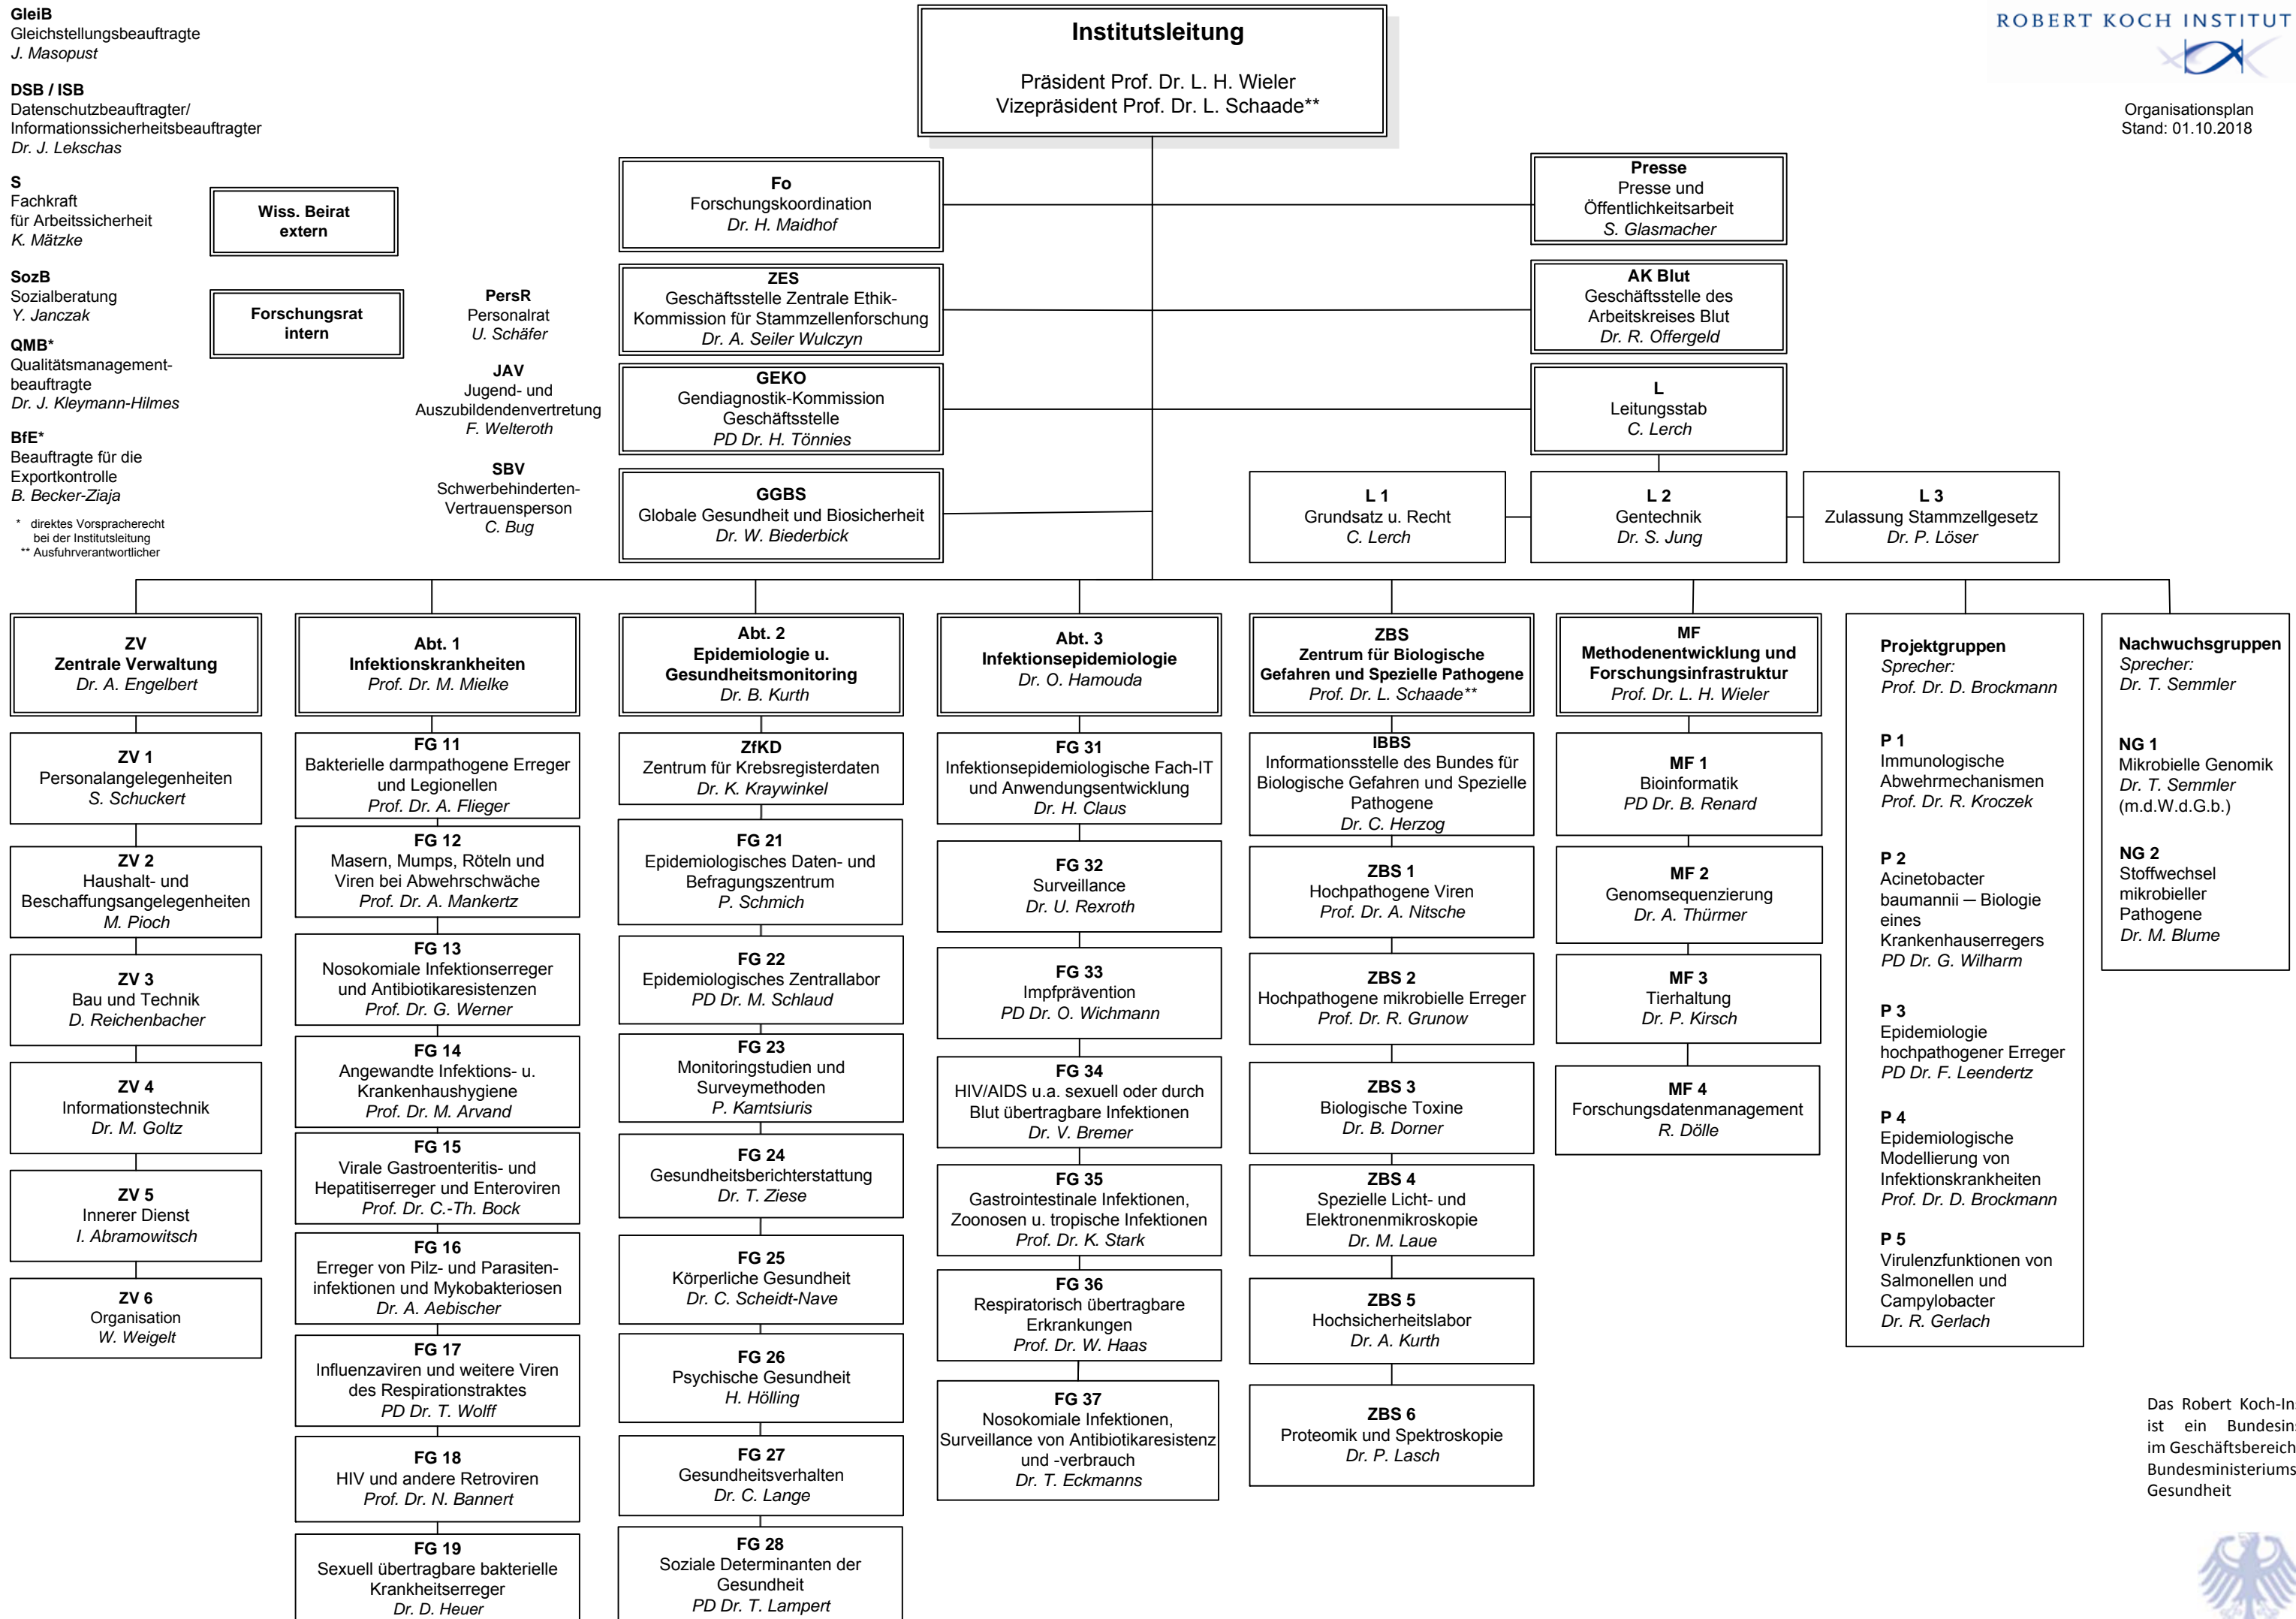 GleiB
Gleichstellungsbeauftragte
J. Masopust
DSB / ISB
Datenschutzbeauftragter/
Informationssicherheitsbeauftragter
Dr. J. Lekschas
S
Fachkraft
für Arbeitssicherheit
K. Mätzke
SozB
Sozialberatung
Y. Janczak
QMB*
Qualitätsmanagement-
beauftragte
Dr. J. Kleymann-Hilmes
BfE*
Beauftragte für die
Exportkontrolle
B. Becker-Ziaja
* direktes Vorspracherecht
bei der Institutsleitung
** Ausfuhrverantwortlicher
Wiss. Beirat
extern
Forschungsrat
intern
PersR
Personalrat
U. Schäfer
JAV
Jugend- und
Auszubildendenvertretung
F. Welteroth
SBV
Schwerbehinderten-
Vertrauensperson
C. Bug
Institutsleitung
Präsident Prof. Dr. L. H. Wieler
Vizepräsident Prof. Dr. L. Schaade**
ROBERT KOCH INSTITUT
Organisationsplan
Stand: 01.10.2018
Fo
Forschungskoordination
Dr. H. Maidhof
ZES
Geschäftsstelle Zentrale Ethik-
Kommission für Stammzellenforschung
Dr. A. Seiler Wulczyn
GEKO
Gendiagnostik-Kommission
Geschäftsstelle
PD Dr. H. Tönnies
GGBS
Globale Gesundheit und Biosicherheit
Dr. W. Biederbick
Presse
Presse und
Öffentlichkeitsarbeit
S. Glasmacher
AK Blut
Geschäftsstelle des
Arbeitskreises Blut
Dr. R. Offergeld
L
Leitungsstab
C. Lerch
L 1
Grundsatz u. Recht
C. Lerch
L 2
Gentechnik
Dr. S. Jung
L 3
Zulassung Stammzellgesetz
Dr. P. Löser
ZV
Zentrale Verwaltung
Dr. A. Engelbert
ZV 1
Personalangelegenheiten
S. Schuckert
ZV 2
Haushalt- und
Beschaffungsangelegenheiten
M. Pioch
ZV 3
Bau und Technik
D. Reichenbacher
ZV 4
Informationstechnik
Dr. M. Goltz
ZV 5
Innerer Dienst
I. Abramowitsch
ZV 6
Organisation
W. Weigelt
Abt. 1
Infektionskrankheiten
Prof. Dr. M. Mielke
FG 11
Bakterielle darmpathogene Erreger
und Legionellen
Prof. Dr. A. Flieger
FG 12
Masern, Mumps, Röteln und
Viren bei Abwehrschwäche
Prof. Dr. A. Mankertz
FG 13
Nosokomiale Infektionserreger
und Antibiotikaresistenzen
Prof. Dr. G. Werner
FG 14
Angewandte Infektions- u.
Krankenhaushygiene
Prof. Dr. M. Arvand
FG 15
Virale Gastroenteritis- und
Hepatitiserreger und Enteroviren
Prof. Dr. C.-Th. Bock
FG 16
Erreger von Pilz- und Parasiten-
infektionen und Mykobakteriosen
Dr. A. Aebischer
FG 17
Influenzaviren und weitere Viren
des Respirationstraktes
PD Dr. T. Wolff
FG 18
HIV und andere Retroviren
Prof. Dr. N. Bannert
FG 19
Sexuell übertragbare bakterielle
Krankheitserreger
Dr. D. Heuer
Abt. 2
Epidemiologie u.
Gesundheitsmonitoring
Dr. B. Kurth
ZfKD
Zentrum für Krebsregisterdaten
Dr. K. Kraywinkel
FG 21
Epidemiologisches Daten- und
Befragungszentrum
P. Schmich
FG 22
Epidemiologisches Zentrallabor
PD Dr. M. Schlaud
FG 23
Monitoringstudien und
Surveymethoden
P. Kamtsiuris
FG 24
Gesundheitsberichterstattung
Dr. T. Ziese
FG 25
Körperliche Gesundheit
Dr. C. Scheidt-Nave
FG 26
Psychische Gesundheit
H. Hölling
FG 27
Gesundheitsverhalten
Dr. C. Lange
FG 28
Soziale Determinanten der
Gesundheit
PD Dr. T. Lampert
Abt. 3
Infektionsepidemiologie
Dr. O. Hamouda
FG 31
Infektionsepidemiologische Fach-IT
und Anwendungsentwicklung
Dr. H. Claus
FG 32
Surveillance
Dr. U. Rexroth
FG 33
Impfprävention
PD Dr. O. Wichmann
FG 34
HIV/AIDS u.a. sexuell oder durch
Blut übertragbare Infektionen
Dr. V. Bremer
FG 35
Gastrointestinale Infektionen,
Zoonosen u. tropische Infektionen
Prof. Dr. K. Stark
FG 36
Respiratorisch übertragbare
Erkrankungen
Prof. Dr. W. Haas
FG 37
Nosokomiale Infektionen,
Surveillance von Antibiotikaresistenz
und -verbrauch
Dr. T. Eckmanns
ZBS
Zentrum für Biologische
Gefahren und Spezielle Pathogene
Prof. Dr. L. Schaade**
IBBS
Informationsstelle des Bundes für
Biologische Gefahren und Spezielle
Pathogene
Dr. C. Herzog
ZBS 1
Hochpathogene Viren
Prof. Dr. A. Nitsche
ZBS 2
Hochpathogene mikrobielle Erreger
Prof. Dr. R. Grunow
ZBS 3
Biologische Toxine
Dr. B. Dorner
ZBS 4
Spezielle Licht- und
Elektronenmikroskopie
Dr. M. Laue
ZBS 5
Hochsicherheitslabor
Dr. A. Kurth
ZBS 6
Proteomik und Spektroskopie
Dr. P. Lasch
MF
Methodenentwicklung und
Forschungsinfrastruktur
Prof. Dr. L. H. Wieler
MF 1
Bioinformatik
PD Dr. B. Renard
MF 2
Genomsequenzierung
Dr. A. Thürmer
MF 3
Tierhaltung
Dr. P. Kirsch
MF 4
Forschungsdatenmanagement
R. Dölle
Projektgruppen
Sprecher:
Prof. Dr. D. Brockmann
P 1
Immunologische
Abwehrmechanismen
Prof. Dr. R. Kroczek
P 2
Acinetobacter
baumannii – Biologie
eines
Krankenhauserregers
PD Dr. G. Wilharm
P 3
Epidemiologie
hochpathogener Erreger
PD Dr. F. Leendertz
P 4
Epidemiologische
Modellierung von
Infektionskrankheiten
Prof. Dr. D. Brockmann
P 5
Virulenzfunktionen von
Salmonellen und
Campylobacter
Dr. R. Gerlach
Nachwuchsgruppen
Sprecher:
Dr. T. Semmler
NG 1
Mikrobielle Genomik
Dr. T. Semmler
(m.d.W.d.G.b.)
NG 2
Stoffwechsel
mikrobieller
Pathogene
Dr. M. Blume
Das Robert Koch-In
ist ein Bundesin
im Geschäftsbereich
Bundesministeriums
Gesundheit